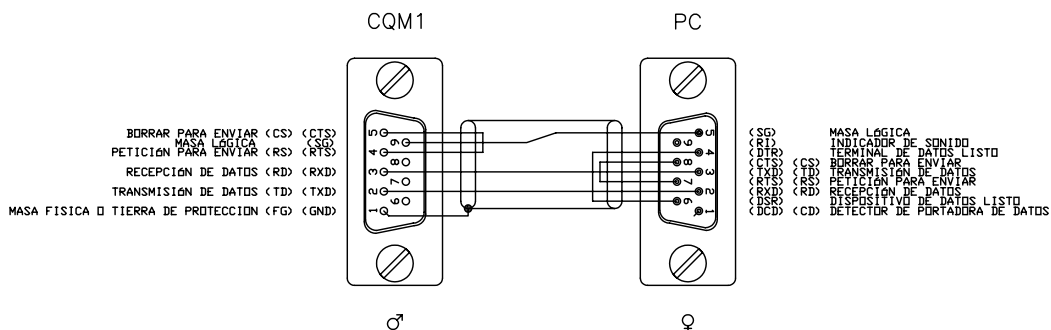 CQM1
PC
BORRAR PARA ENVIAR (CS) (CTS)
MASA LóGICA (SG)
PETICIóN PARA ENVIAR (RS) (RTS)
RECEPCIóN DE DATOS (RD) (RXD)
TRANSMISIóN DE DATOS (TD) (TXD)
MASA FISICA O TIERRA DE PROTECCION (FG) (GND)
5
9
4
8
3
7
2
6
1
5
9
4
8
3
7
2
6
1
(SG) MASA LóGICA
(RI) INDICADOR DE SONIDO
(DTR) TERMINAL DE DATOS LISTO
(CTS) (CS) BORRAR PARA ENVIAR
(TXD) (TD) TRANSMISIóN DE DATOS
(RTS) (RS) PETICIóN PARA ENVIAR
(RXD) (RD) RECEPCIóN DE DATOS
(DSR) DISPOSITIVO DE DATOS LISTO
(DCD) (CD) DETECTOR DE PORTADORA DE DATOS
♂
♀